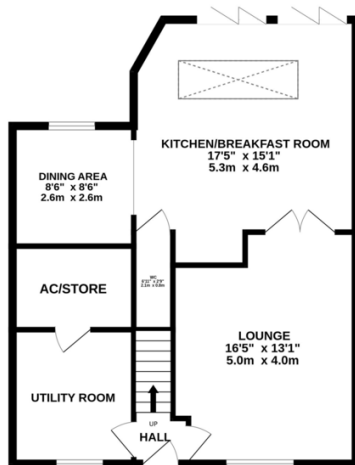 KITCHEN/BREAKFAST ROOM
17'5" x 15'1"
5.3m x 4.6m
DINING AREA
8'6" x 8'6"
2.6m x 2.6m
WC
AC/STORE
LOUNGE
16'5" x 13'1"
5.0m x 4.0m
UTILITY ROOM
UP
HALL